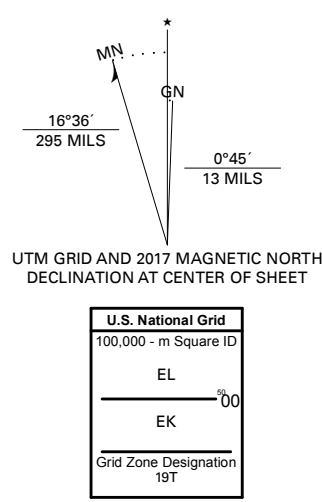 ★
MN
GN
16°36´
295 MILS
0°45´
13 MILS
UTM GRID AND 2017 MAGNETIC NORTH
DECLINATION AT CENTER OF SHEET
U.S. National Grid
100,000 - m Square ID
EL
50 00
EK
Grid Zone Designation
19T